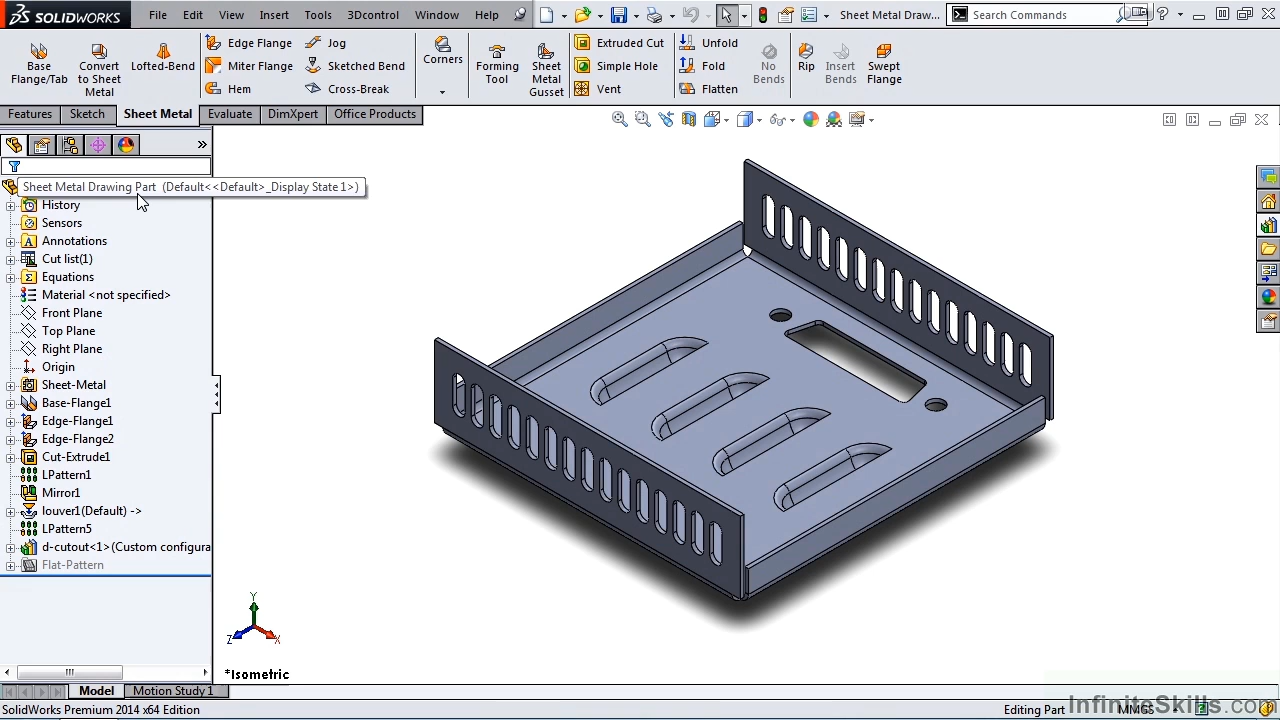 SOLIDWORKS File Edit View Insert Tools 3Dcontrol Window Help Sheet Metal Draw... Search Commands
Base Flange/Tab
Convert to Sheet Metal
Lofted-Bend
Edge Flange
Miter Flange
Hem
Jog
Sketched Bend
Cross-Break
Corners
Forming Tool
Sheet Metal Gusset
Extruded Cut
Simple Hole
Vent
Unfold
Fold
Flatten
No Bends
Rip
Insert Bends
Swept Flange
Features Sketch Sheet Metal Evaluate DimXpert Office Products
Sheet Metal Drawing Part (Default<<Default>_Display State 1>)
History
Sensors
Annotations
Cut list(1)
Equations
Material <not specified>
Front Plane
Top Plane
Right Plane
Origin
Sheet-Metal
Base-Flange1
Edge-Flange1
Edge-Flange2
Cut-Extrude1
LPattern1
Mirror1
louver1(Default) ->
LPattern5
d-cutout<1>(Custom configura
Flat-Pattern
Y
Z X
*Isometric
Model Motion Study 1
SolidWorks Premium 2014 x64 Edition Editing Part MMGS
InfiniteSkills.com